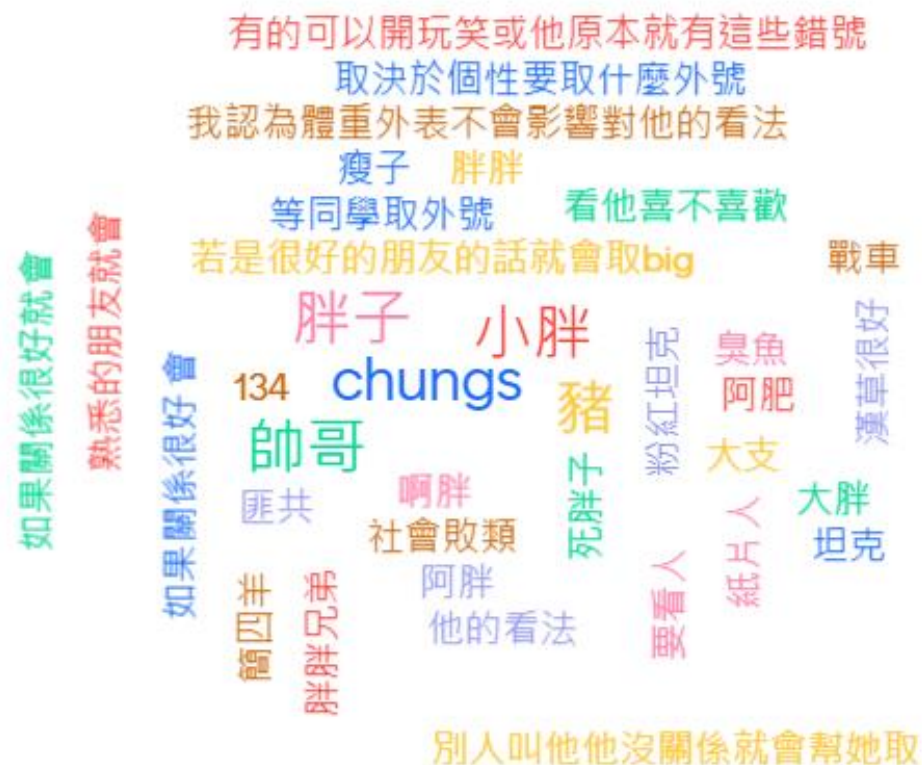 有的可以開玩笑或他原本就有這些錯號
取決於個性要取什麼外號
我認為體重外表不會影響對他的看法
瘦子
胖胖
等同學取外號
看他喜不喜歡
若是很好的朋友的話就會取big
戰車
如果關係很好就會
熟悉的朋友就會
如果關係很好 會
胖子
小胖
134
chungs
豬
粉紅坦克
臭魚
阿肥
漢草很好
帥哥
大支
匪共
啊胖
死胖子
大胖
社會敗類
坦克
紙片人
阿胖
要看人
簡四羊
胖胖兄弟
他的看法
別人叫他他沒關係就會幫她取